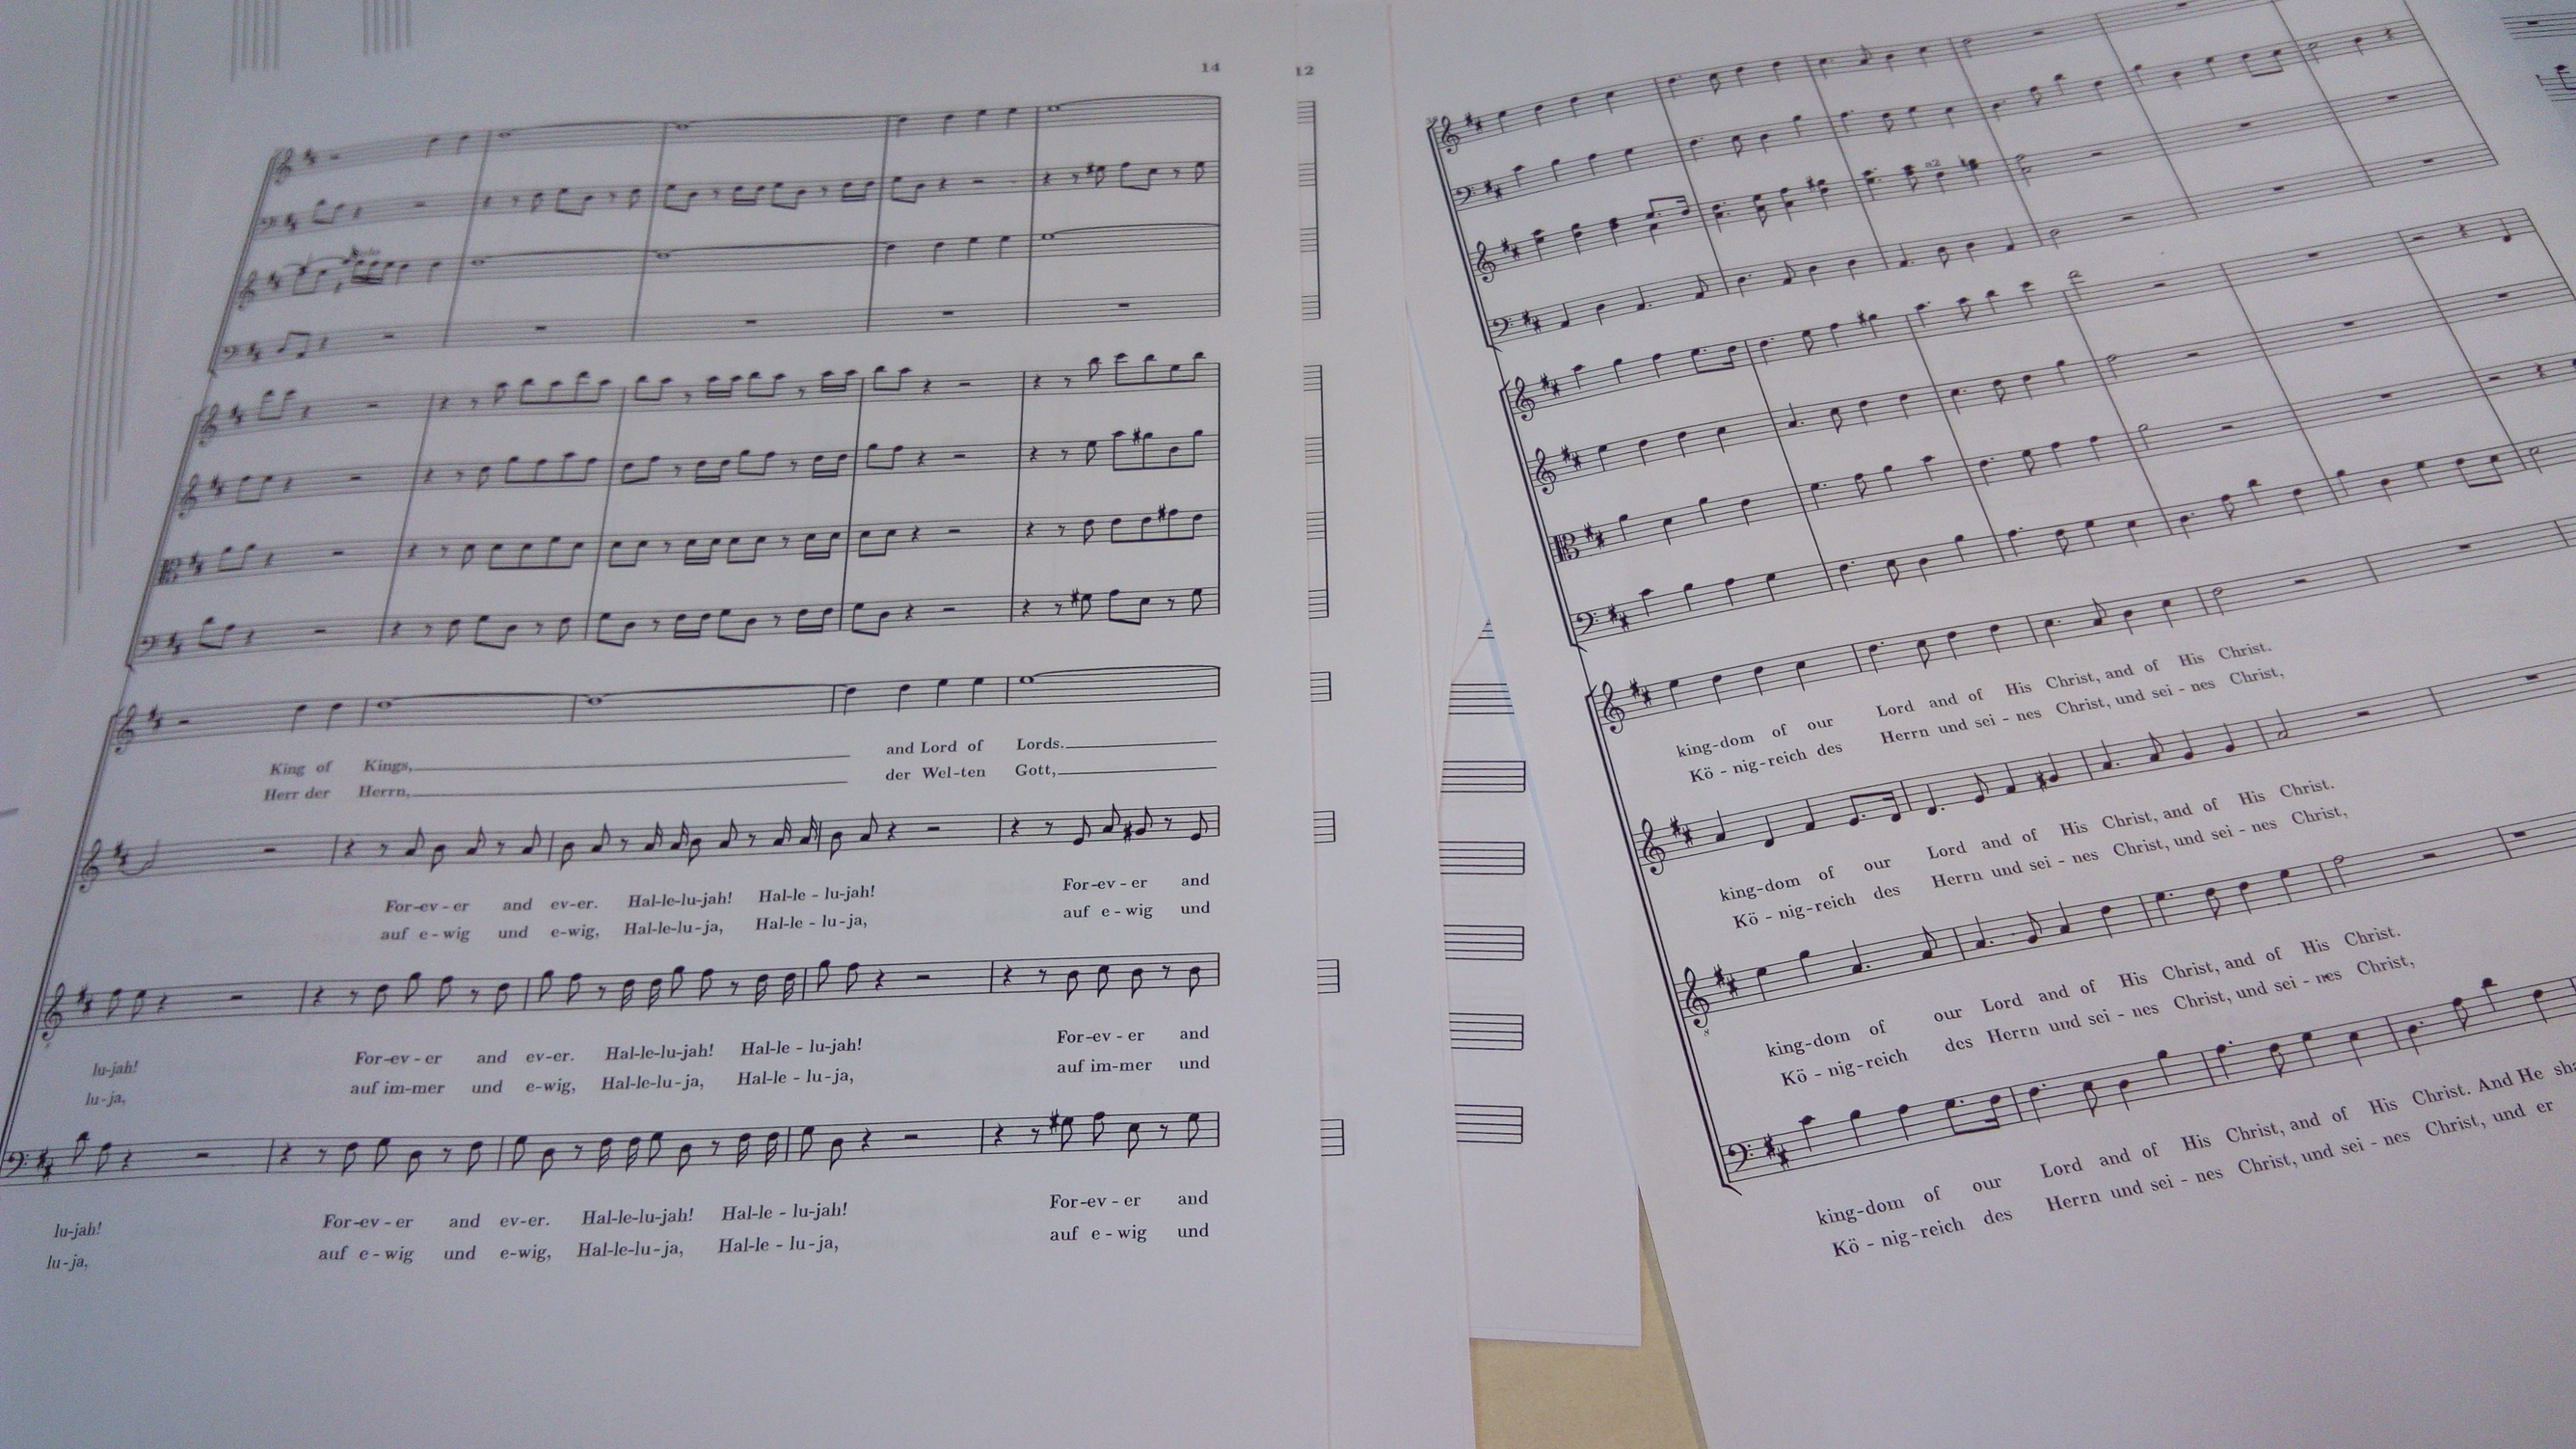 14
King of Kings, and Lord of Lords.
Herr der Herrn, der Wel-ten Gott,
For-ev-er and ev-er. Hal-le-lu-jah! Hal-le-lu-jah! For-ev-er and
auf e-wig und e-wig, Hal-le-lu-ja, Hal-le-lu-ja, auf e-wig und
lu-jah! For-ev-er and ev-er. Hal-le-lu-jah! Hal-le-lu-jah! For-ev-er and
lu-ja, auf im-mer und e-wig, Hal-le-lu-ja, Hal-le-lu-ja, auf im-mer und
lu-jah! For-ev-er and ev-er. Hal-le-lu-jah! Hal-le-lu-jah! For-ev-er and
lu-ja, auf e-wig und e-wig, Hal-le-lu-ja, Hal-le-lu-ja, auf e-wig und
12
a2
king-dom of our Lord and of His Christ, and of His Christ.
Kö-nig-reich des Herrn und sei-nes Christ, und sei-nes Christ,
king-dom of our Lord and of His Christ, and of His Christ.
Kö-nig-reich des Herrn und sei-nes Christ, und sei-nes Christ,
8
king-dom of our Lord and of His Christ, and of His Christ.
Kö-nig-reich des Herrn und sei-nes Christ, und sei-nes Christ,
king-dom of our Lord and of His Christ, and of His Christ. And He
Kö-nig-reich des Herrn und sei-nes Christ, und sei-nes Christ, und er